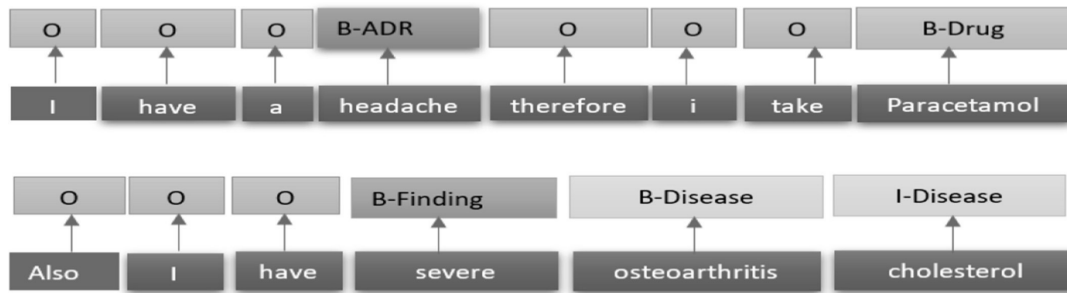 O O O B-ADR O O O B-Drug
I have a headache therefore i take Paracetamol
O O O B-Finding B-Disease I-Disease
Also I have severe osteoarthritis cholesterol